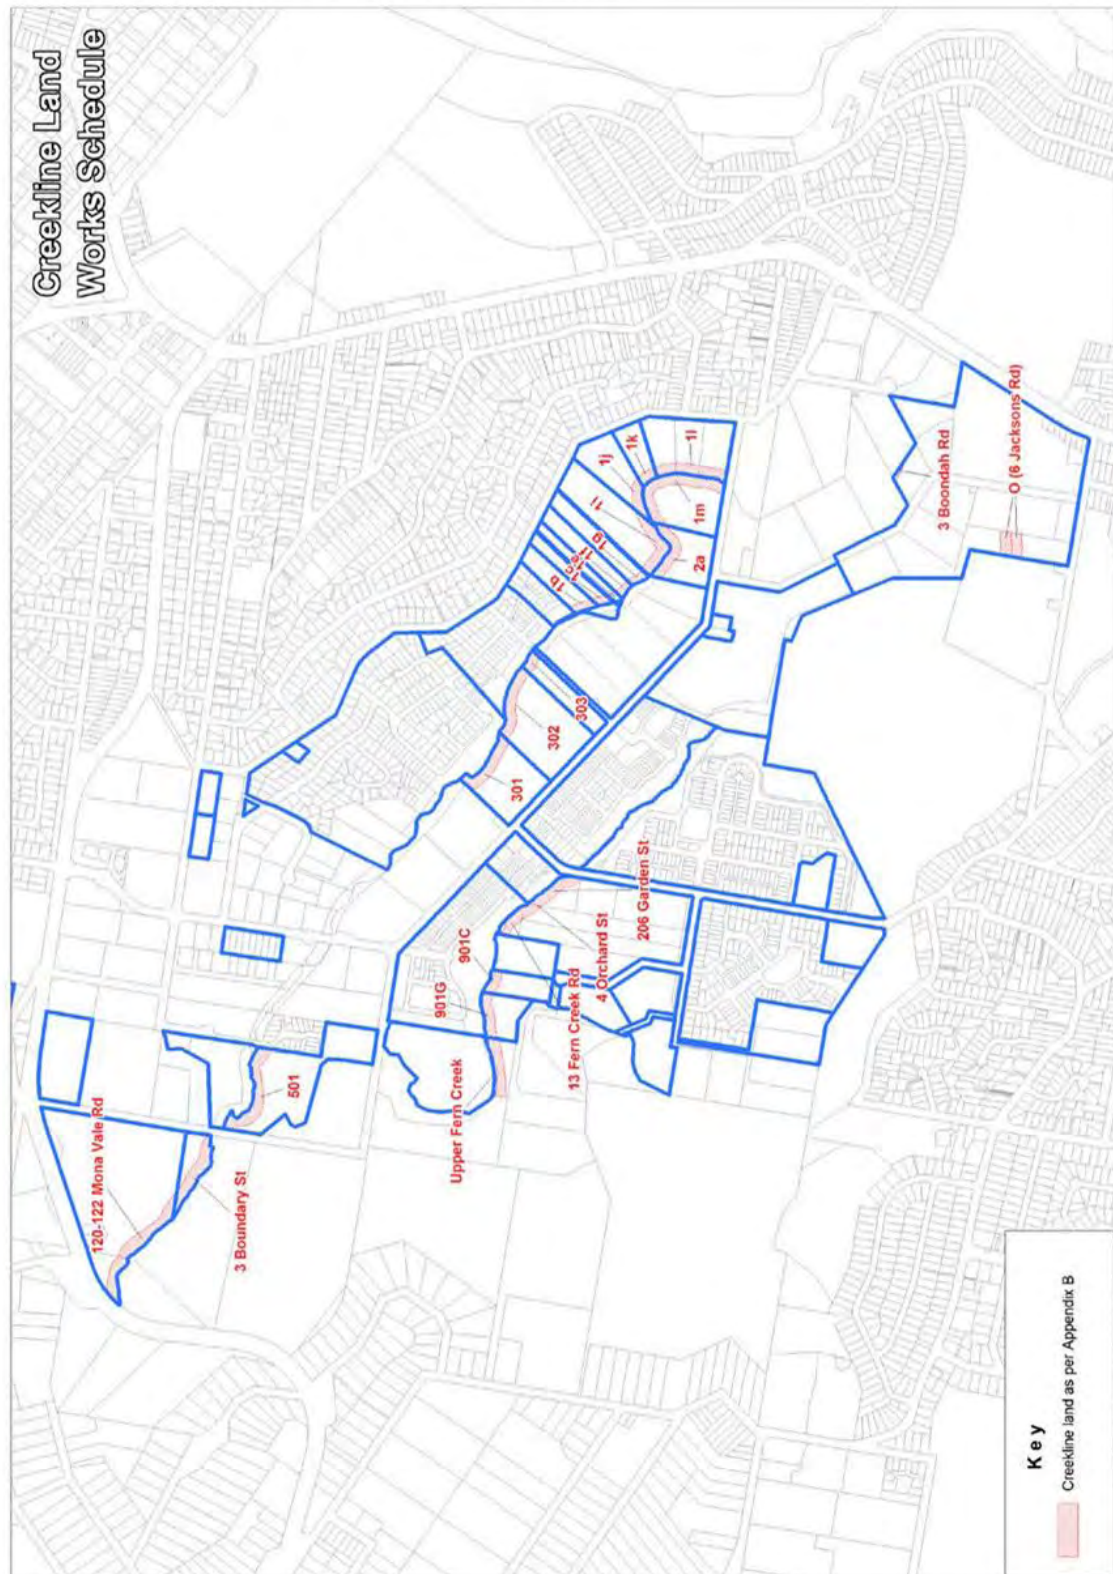 Creekline Land
Works Schedule
120-122 Mona Vale Rd
3 Boundary St
501
Upper Fern Creek
901G
901C
13 Fern Creek Rd
4 Orchard St
206 Garden St
301
302
303
1b
1g
1i
1j
1k
1l
1m
2a
3 Boondah Rd
O (6 Jacksons Rd)
Key
Creekline land as per Appendix B